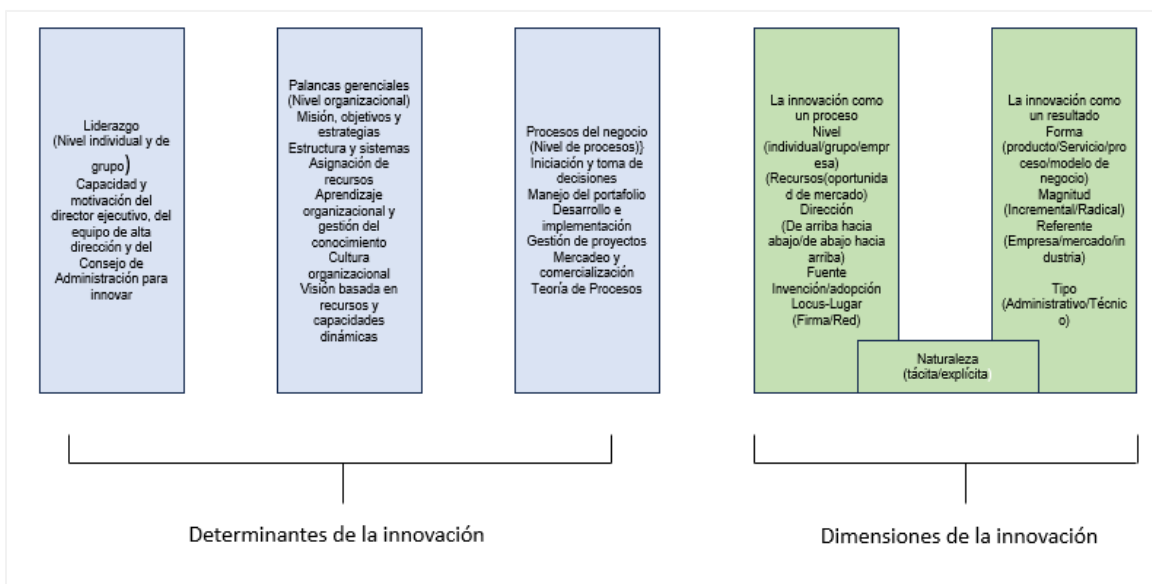 Liderazgo
(Nivel individual y de
grupo)
Capacidad y
motivación del
director ejecutivo, del
equipo de alta
dirección y del
Consejo de
Administración para
innovar
Palancas gerenciales
(Nivel organizacional)
Misión, objetivos y
estrategias
Estructura y sistemas
Asignación de
recursos
Aprendizaje
organizacional y
gestión del
conocimiento
Cultura
organizacional
Visión basada en
recursos y
capacidades
dinámicas
Procesos del negocio
(Nivel de procesos)}
Iniciación y toma de
decisiones
Manejo del portafolio
Desarrollo e
implementación
Gestión de proyectos
Mercadeo y
comercialización
Teoría de Procesos
La innovación como
un proceso
Nivel
(individual/grupo/empr
esa)
(Recursos(oportunida
d de mercado)
Dirección
(De arriba hacia
abajo/de abajo hacia
arriba)
Fuente
Invención/adopción
Locus-Lugar
(Firma/Red)
La innovación como
un resultado
Forma
(producto/Servicio/pro
ceso/modelo de
negocio)
Magnitud
(Incremental/Radical)
Referente
(Empresa/mercado/in
dustria)
Tipo
(Administrativo/Técnic
o)
Naturaleza
(tácita/explícita
Determinantes de la innovación
Dimensiones de la innovación